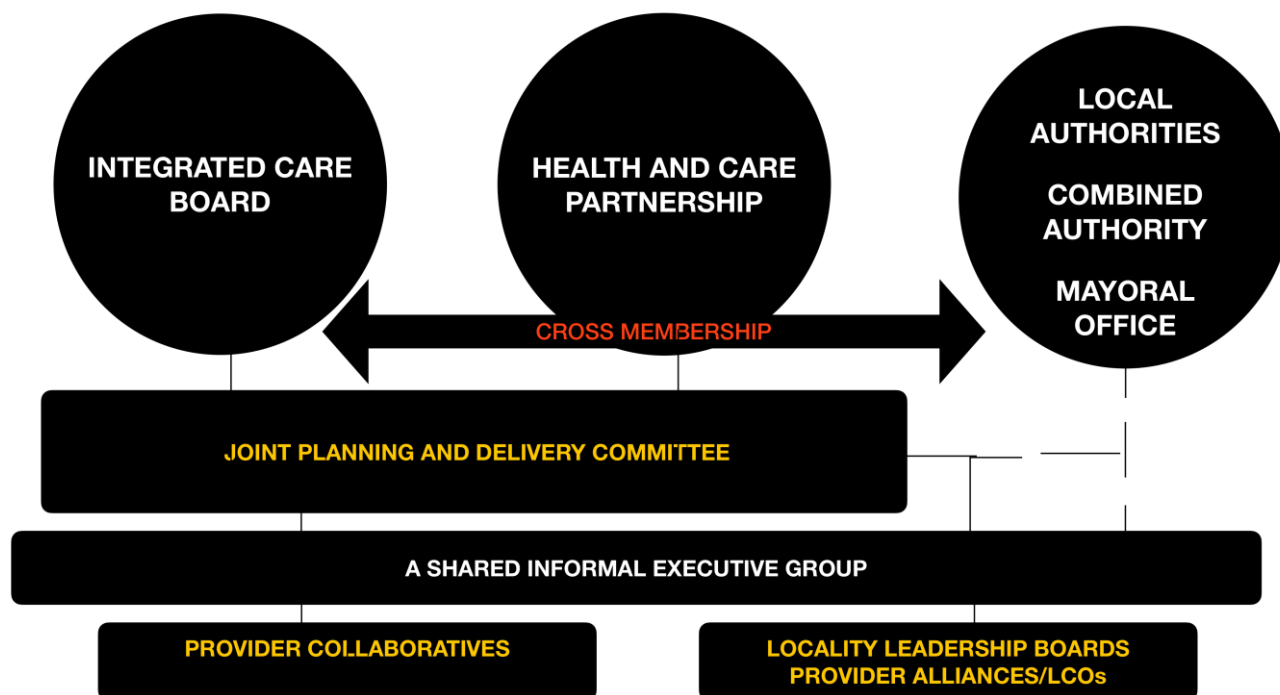 INTEGRATED CARE
BOARD
HEALTH AND CARE
PARTNERSHIP
LOCAL
AUTHORITIES
COMBINED
AUTHORITY
MAYORAL
OFFICE
CROSS MEMBERSHIP
JOINT PLANNING AND DELIVERY COMMITTEE
A SHARED INFORMAL EXECUTIVE GROUP
PROVIDER COLLABORATIVES
LOCALITY LEADERSHIP BOARDS
PROVIDER ALLIANCES/LCOs